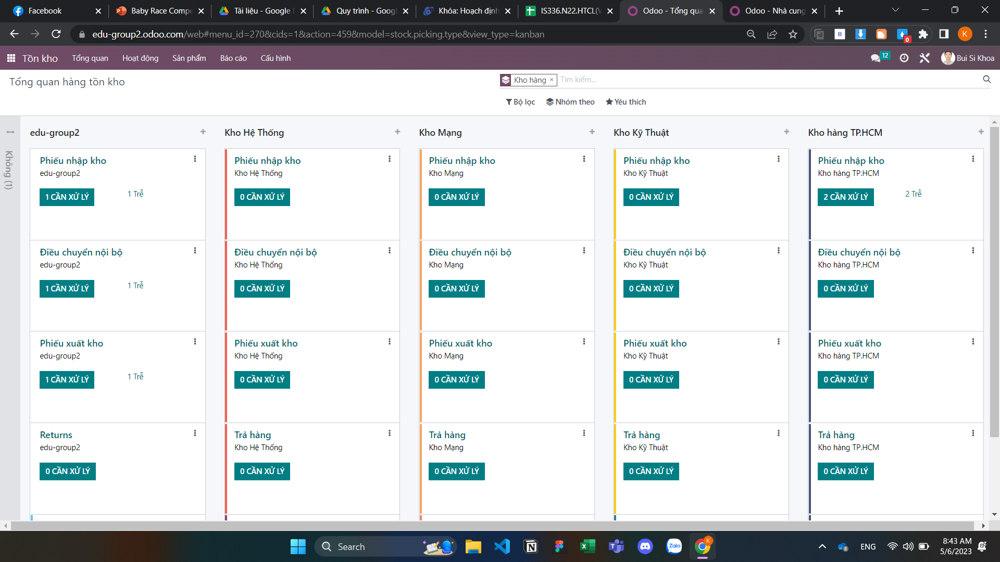 Facebook
Baby Race Compe
Tài liệu - Google D
Quy trình - Googl
Khóa: Hoạch định
IS336.N22.HTCL(V
Odoo - Tổng qua
Odoo - Nhà cung
edu-group2.odoo.com/web#menu_id=270&cids=1&action=459&model=stock.picking.type&view_type=kanban
B
0
K
Tồn kho
Tổng quan
Hoạt động
Sản phẩm
Báo cáo
Cấu hình
12
Bui Si Khoa
Tổng quan hàng tồn kho
Kho hàng ×
Tìm kiếm...
Bộ lọc
Nhóm theo
Yêu thích
Không (1)
edu-group2
Kho Hệ Thống
Kho Mạng
Kho Kỹ Thuật
Kho hàng TP.HCM
Phiếu nhập kho
edu-group2
1 CẦN XỬ LÝ
1 Trễ
Phiếu nhập kho
Kho Hệ Thống
0 CẦN XỬ LÝ
Phiếu nhập kho
Kho Mạng
0 CẦN XỬ LÝ
Phiếu nhập kho
Kho Kỹ Thuật
0 CẦN XỬ LÝ
Phiếu nhập kho
Kho hàng TP.HCM
2 CẦN XỬ LÝ
2 Trễ
Điều chuyển nội bộ
edu-group2
1 CẦN XỬ LÝ
1 Trễ
Điều chuyển nội bộ
Kho Hệ Thống
0 CẦN XỬ LÝ
Điều chuyển nội bộ
Kho Mạng
0 CẦN XỬ LÝ
Điều chuyển nội bộ
Kho Kỹ Thuật
0 CẦN XỬ LÝ
Điều chuyển nội bộ
Kho hàng TP.HCM
0 CẦN XỬ LÝ
Phiếu xuất kho
edu-group2
1 CẦN XỬ LÝ
1 Trễ
Phiếu xuất kho
Kho Hệ Thống
0 CẦN XỬ LÝ
Phiếu xuất kho
Kho Mạng
0 CẦN XỬ LÝ
Phiếu xuất kho
Kho Kỹ Thuật
0 CẦN XỬ LÝ
Phiếu xuất kho
Kho hàng TP.HCM
0 CẦN XỬ LÝ
Returns
edu-group2
0 CẦN XỬ LÝ
Trả hàng
Kho Hệ Thống
0 CẦN XỬ LÝ
Trả hàng
Kho Mạng
0 CẦN XỬ LÝ
Trả hàng
Kho Kỹ Thuật
0 CẦN XỬ LÝ
Trả hàng
Kho hàng TP.HCM
0 CẦN XỬ LÝ
Search
Zalo
K
ENG
8:43 AM
5/6/2023